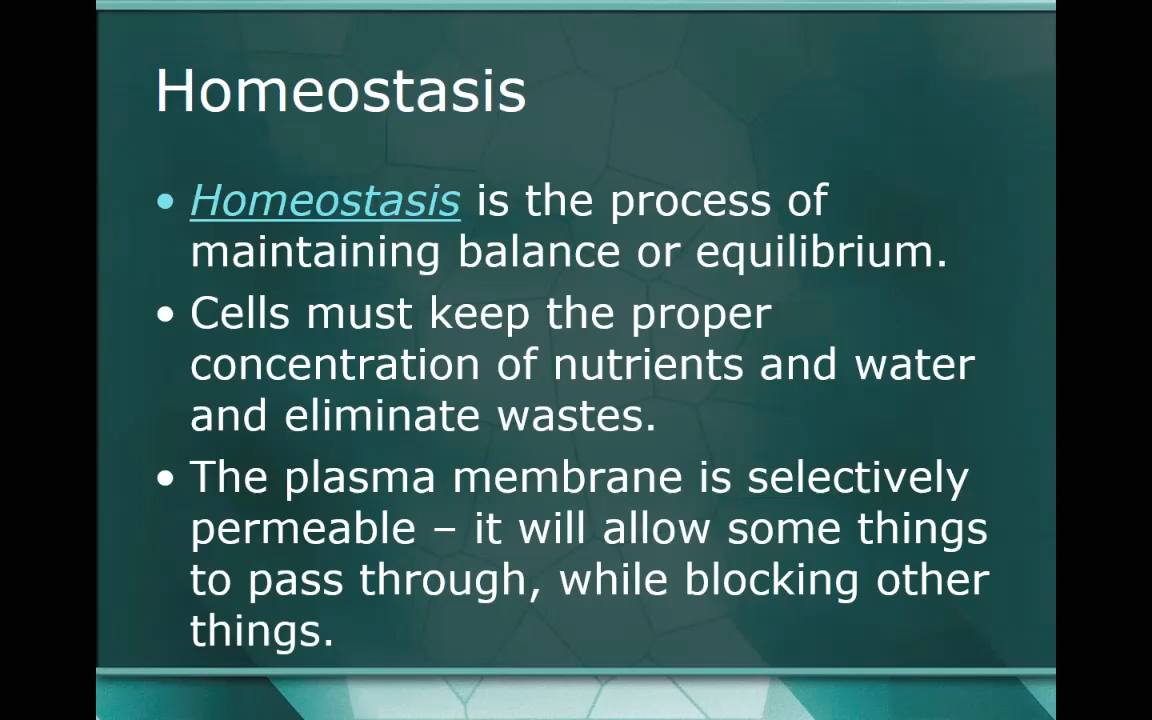 Homeostasis
• Homeostasis is the process of
maintaining balance or equilibrium.
• Cells must keep the proper
concentration of nutrients and water
and eliminate wastes.
• The plasma membrane is selectively
permeable – it will allow some things
to pass through, while blocking other
things.